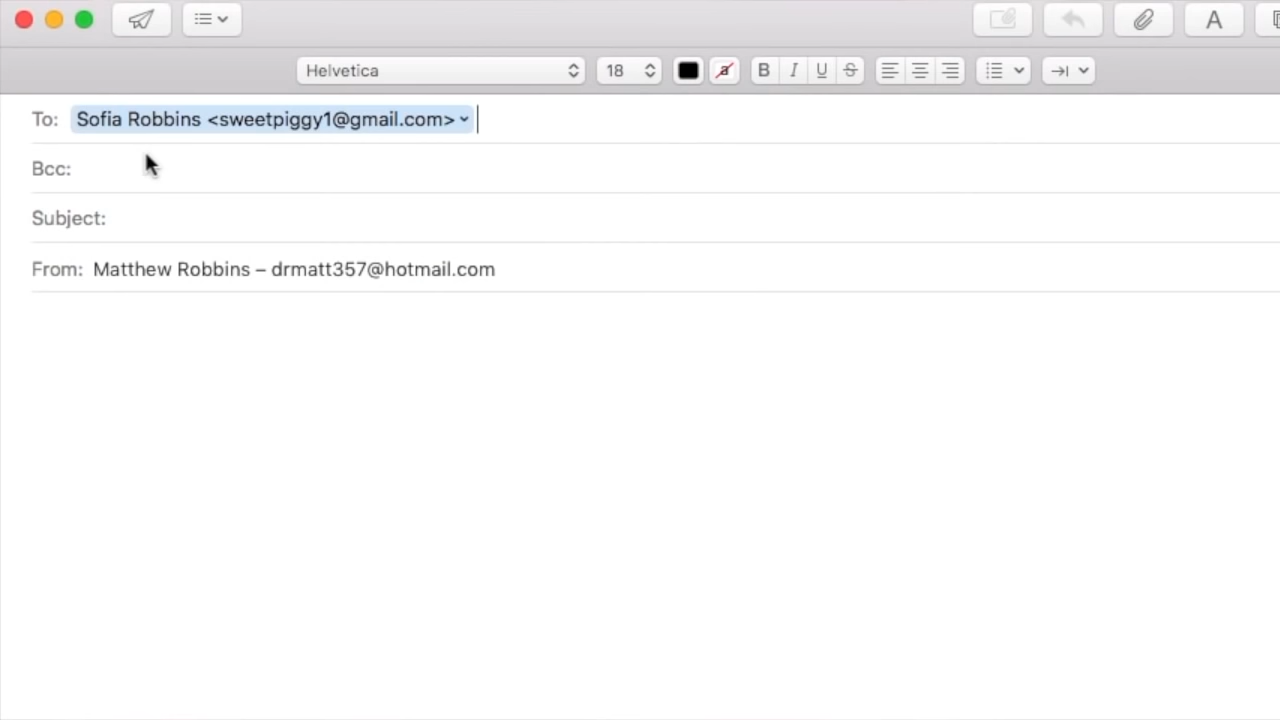 Helvetica 18 a B I U S A
To: Sofia Robbins <sweetpiggy1@gmail.com>
Bcc:
Subject:
From: Matthew Robbins – drmatt357@hotmail.com